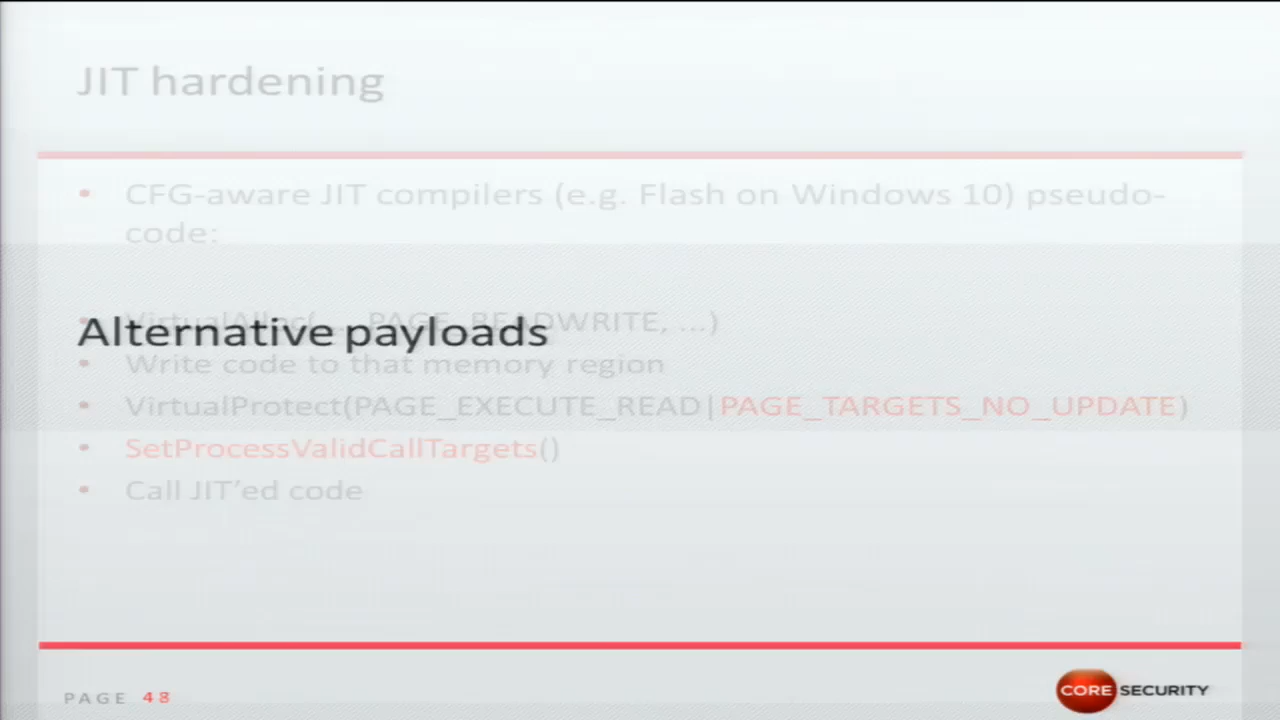 JIT hardening
• CFG-aware JIT compilers (e.g. Flash on Windows 10) pseudo-
code:
Alternative payloads
• VirtualAlloc(... PAGE_READWRITE, ...)
• Write code to that memory region
• VirtualProtect(PAGE_EXECUTE_READ|PAGE_TARGETS_NO_UPDATE)
• SetProcessValidCallTargets()
• Call JIT’ed code
PAGE 48
CORE SECURITY